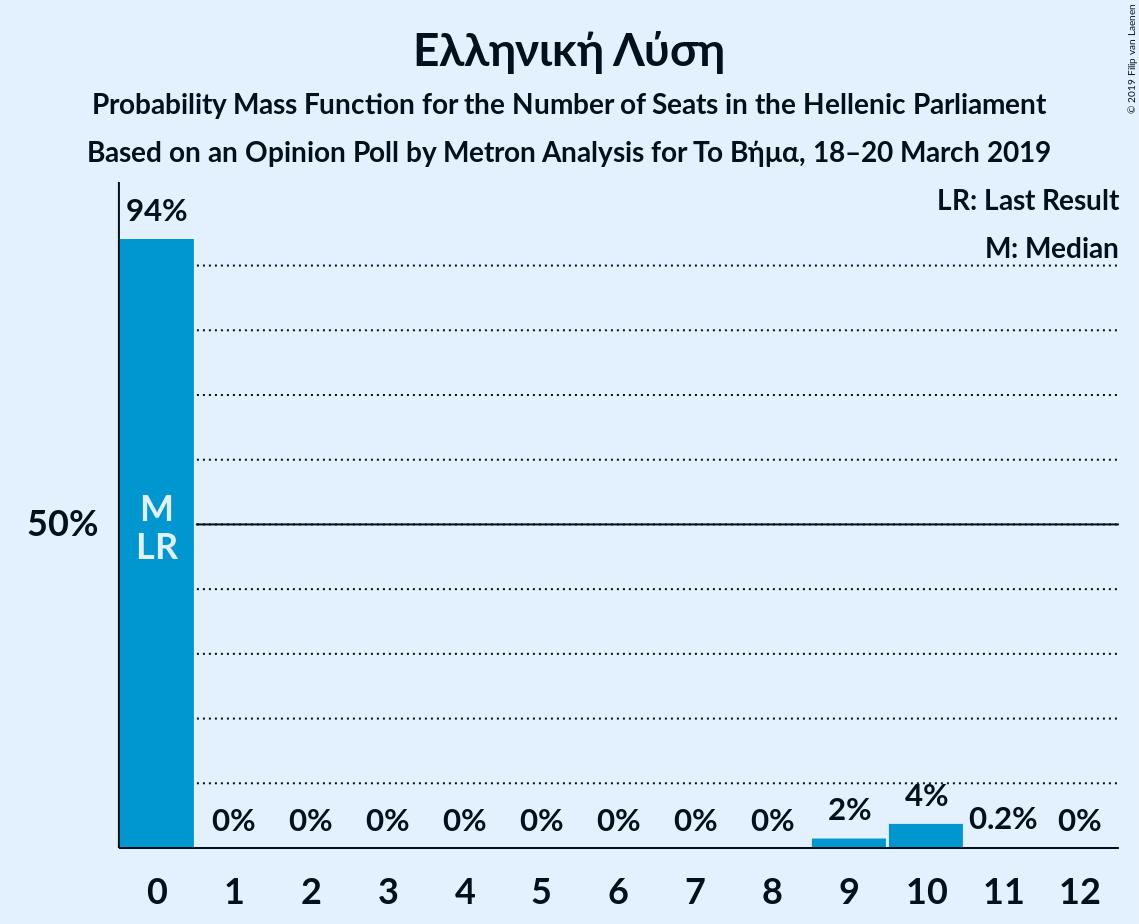 Ελληνική Λύση
Probability Mass Function for the Number of Seats in the Hellenic Parliament
Based on an Opinion Poll by Metron Analysis for Το Βήμα, 18–20 March 2019
© 2019 Filip van Laenen
LR: Last Result
M: Median
94%
50%
M
LR
0% 0% 0% 0% 0% 0% 0% 0% 2% 4% 0.2% 0%
0 1 2 3 4 5 6 7 8 9 10 11 12